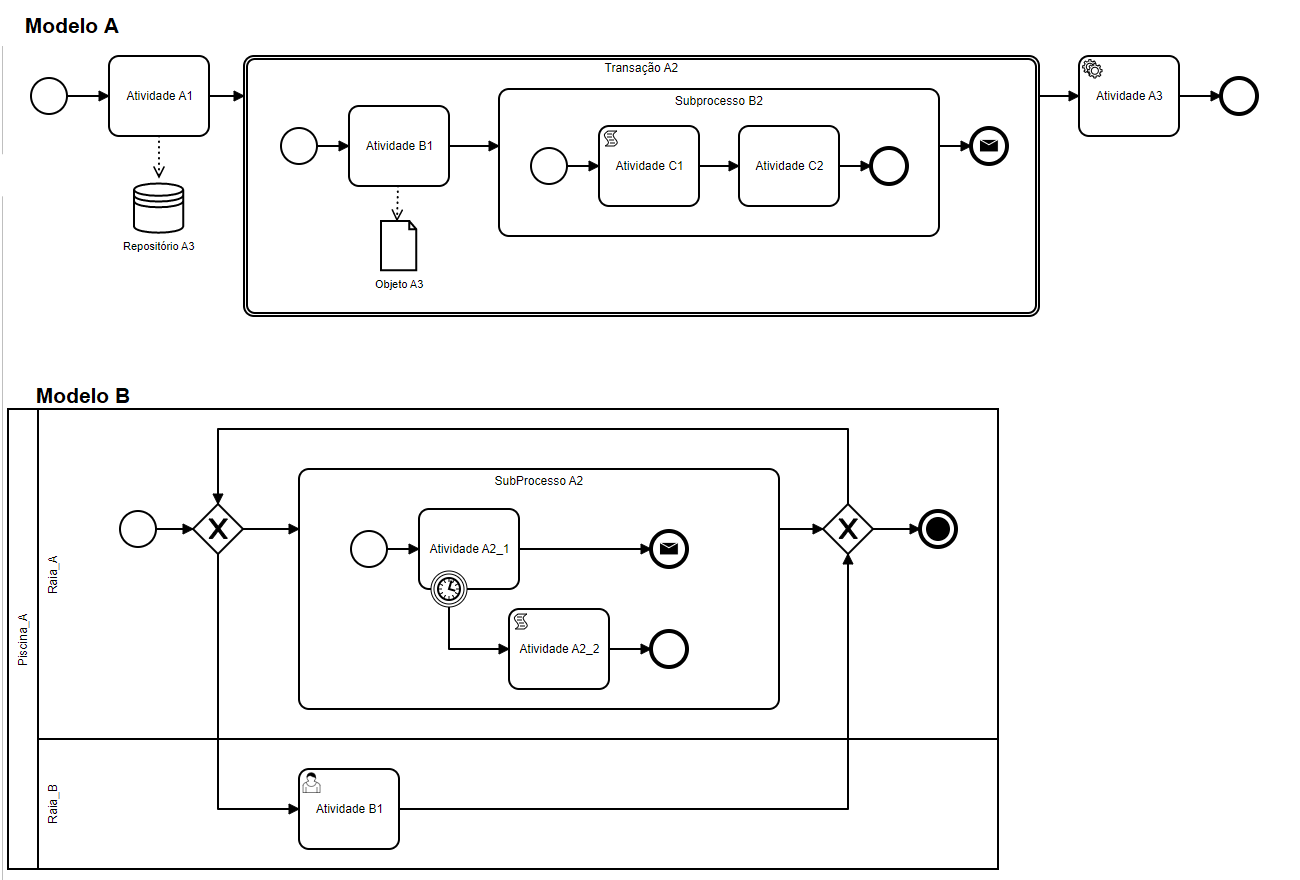 Modelo A
Transação A2
Atividade A1
Subprocesso B2
Atividade A3
Atividade B1
Atividade C1
Atividade C2
Repositório A3
Objeto A3
Modelo B
SubProcesso A2
Atividade A2_1
Raia_A
Piscina_A
Atividade A2_2
Raia_B
Atividade B1